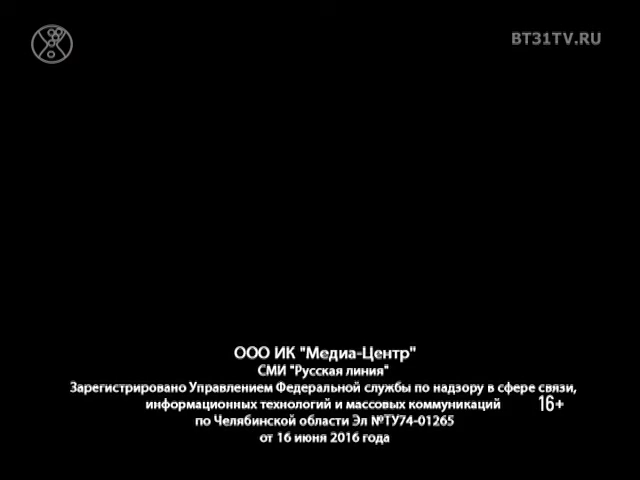 BT31TV.RU
ООО ИК "Медиа-Центр"
СМИ "Русская линия"
Зарегистрировано Управлением Федеральной службы по надзору в сфере связи,
информационных технологий и массовых коммуникаций
16+
по Челябинской области Эл №ТУ74-01265
от 16 июня 2016 года